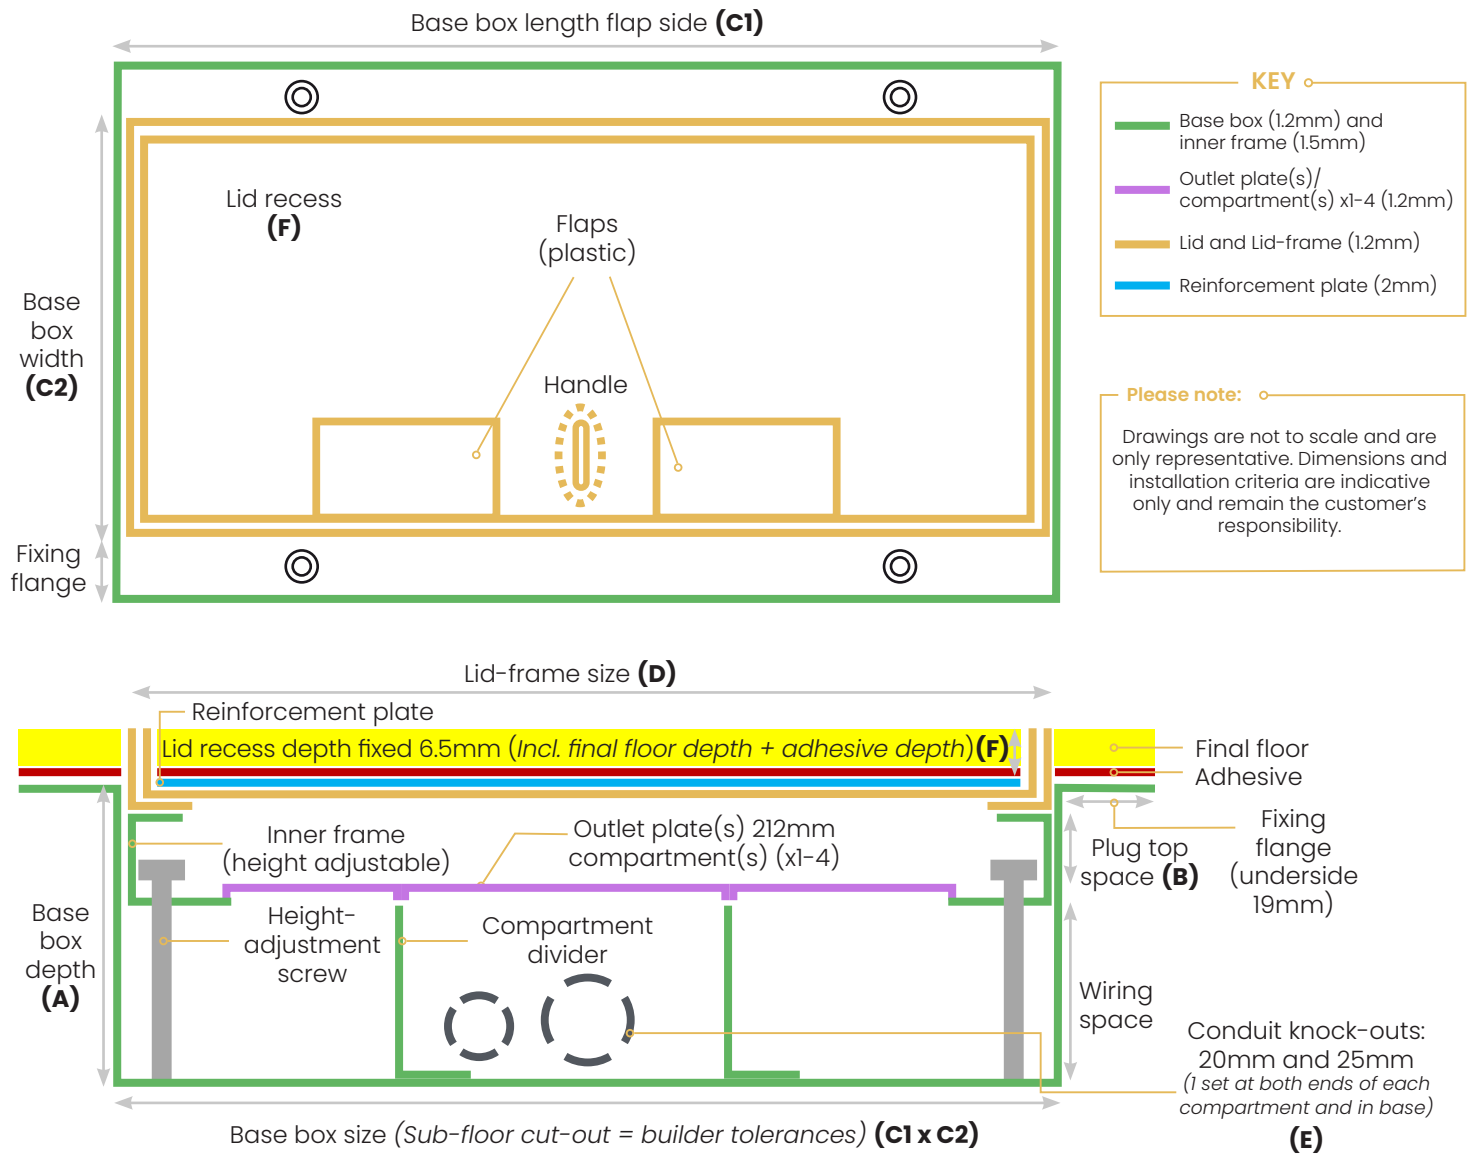 Base box length flap side (C1)
Lid recess
(F)
Flaps
(plastic)
Handle
Base
box
width
(C2)
Fixing
flange
KEY
Base box (1.2mm) and
inner frame (1.5mm)
Outlet plate(s)/
compartment(s) x1-4 (1.2mm)
Lid and Lid-frame (1.2mm)
Reinforcement plate (2mm)
Please note:
Drawings are not to scale and are
only representative. Dimensions and
installation criteria are indicative
only and remain the customer's
responsibility.
Lid-frame size (D)
Reinforcement plate
Lid recess depth fixed 6.5mm (Incl. final floor depth + adhesive depth)(F)
Final floor
Adhesive
Inner frame
(height adjustable)
Outlet plate(s) 212mm
compartment(s) (x1-4)
Plug top
space (B)
Fixing
flange
(underside
19mm)
Base
box
depth
(A)
Height-
adjustment
screw
Compartment
divider
Wiring
space
Conduit knock-outs:
20mm and 25mm
(1 set at both ends of each
compartment and in base)
(E)
Base box size (Sub-floor cut-out = builder tolerances) (C1 x C2)